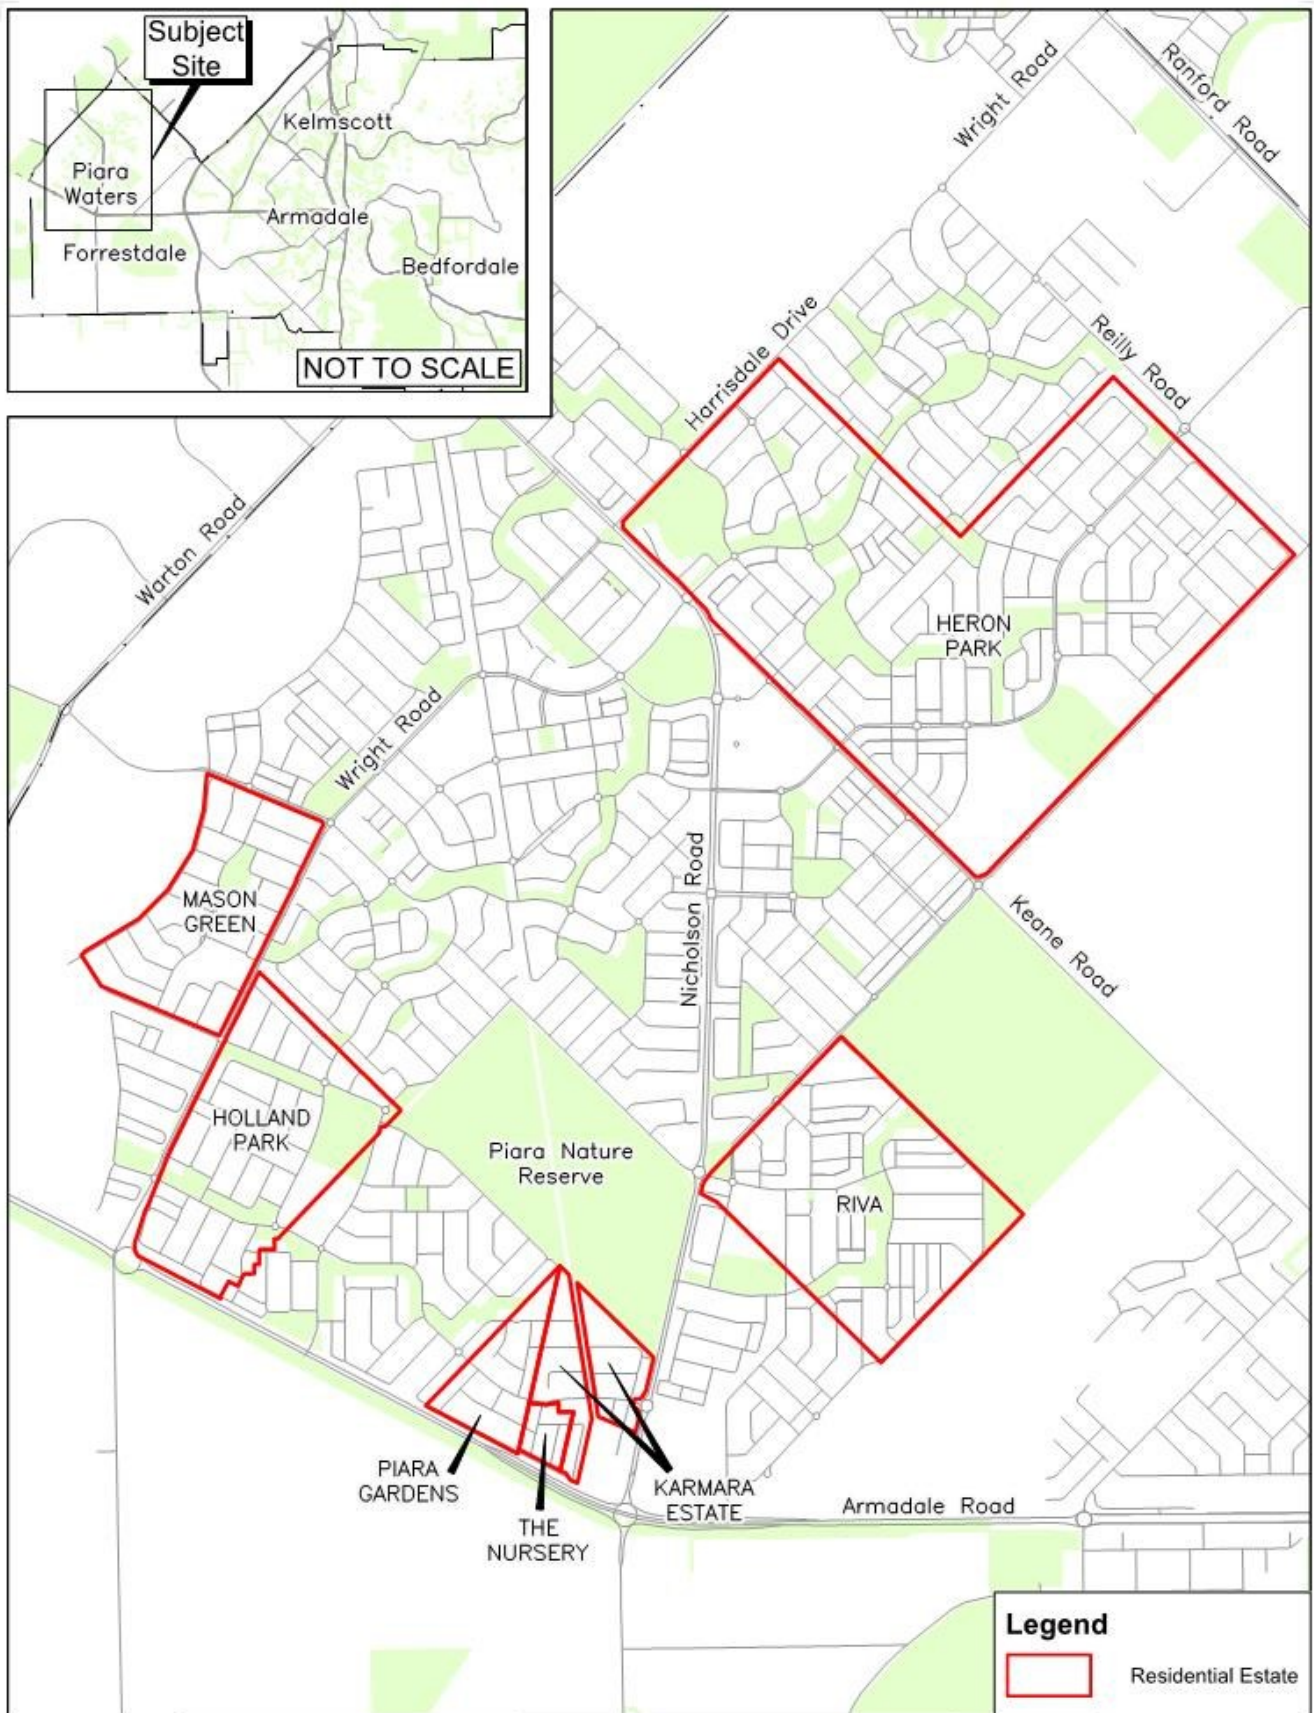 Subject
Site
Kelmscott
Piara
Waters
Armadale
Forrestdale
Bedfordale
NOT TO SCALE
Ranford Road
Wright Road
Harrisdale Drive
Reilly Road
Warton Road
HERON
PARK
Wright Road
Nicholson Road
MASON
GREEN
Keane Road
HOLLAND
PARK
Piara Nature
Reserve
RIVA
PIARA
GARDENS
KARMARA
ESTATE
THE
NURSERY
Armadale Road
Legend
Residential Estate